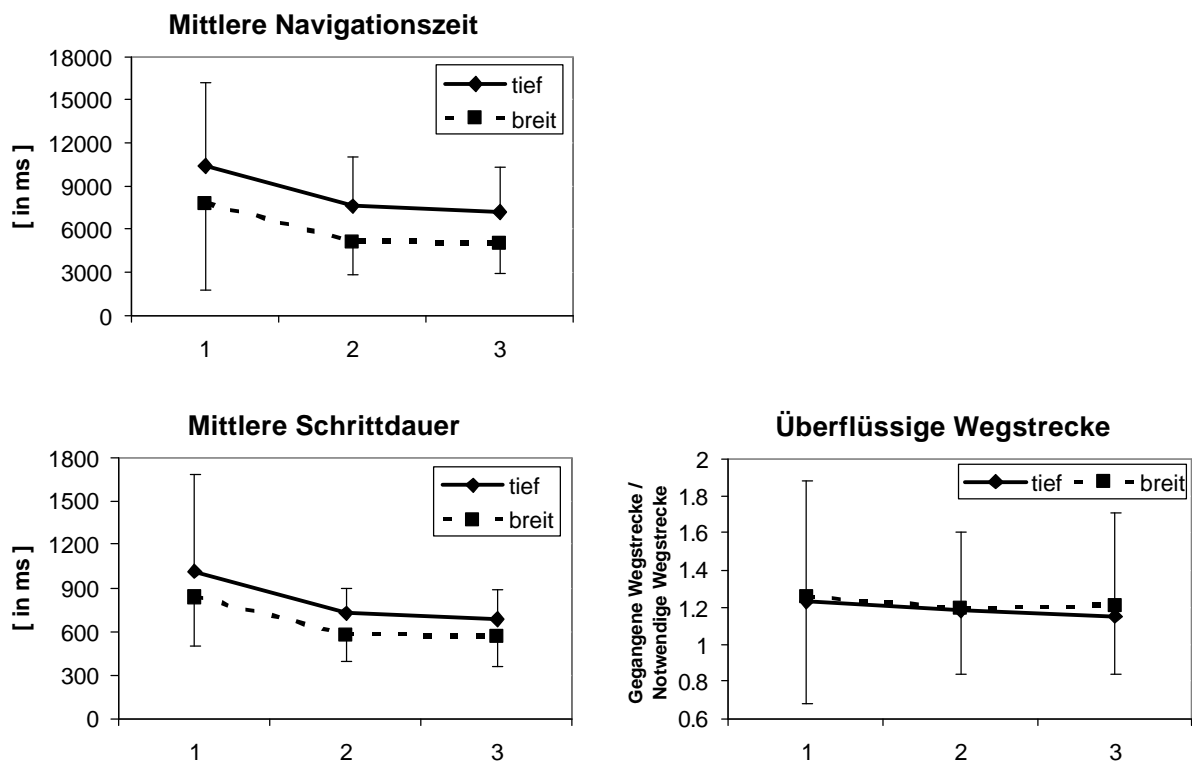 Mittlere Navigationszeit
18000
15000
12000
9000
6000
3000
0
[ in ms ]
tief
breit
1 2 3
Mittlere Schrittdauer
1800
1500
1200
900
600
300
0
[ in ms ]
tief
breit
1 2 3
Überflüssige Wegstrecke
2
1.8
1.6
1.4
1.2
1
0.8
0.6
Gegangene Wegstrecke /
Notwendige Wegstrecke
tief breit
1 2 3